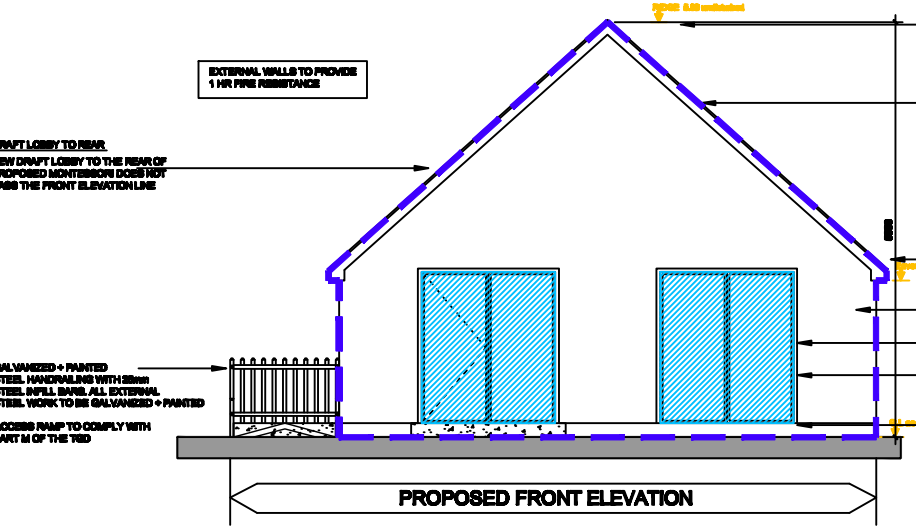 EXTERNAL WALLS TO PROVIDE
1 HR FIRE RESISTANCE
RAFT LOBBY TO REAR
EW DRAFT LOBBY TO THE REAR OF
ROPOSED MONTESSORI DOES NOT
ASS THE FRONT ELEVATION LINE
ALVANIZED + PAINTED
TEEL HANDRAILING WITH 25mm
TEEL INFILL BARS. ALL EXTERNAL
TEEL WORK TO BE GALVANIZED + PAINTED
CCESS RAMP TO COMPLY WITH
ART M OF THE TGD
RIDGE
PROPOSED FRONT ELEVATION